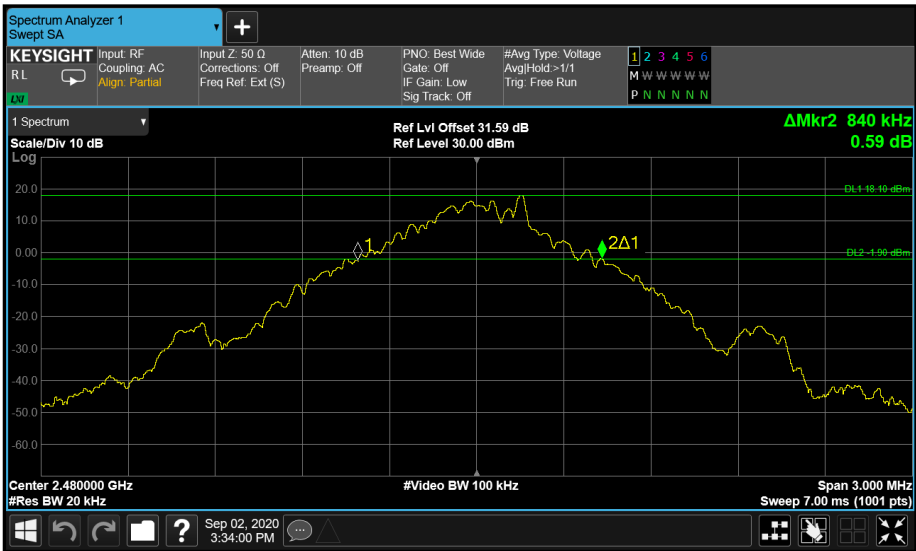 Spectrum Analyzer 1
Swept SA
+
KEYSIGHT
R L
LXI
Input: RF
Coupling: AC
Align: Partial
Input Z: 50 Ω
Corrections: Off
Freq Ref: Ext (S)
Atten: 10 dB
Preamp: Off
PNO: Best Wide
Gate: Off
IF Gain: Low
Sig Track: Off
#Avg Type: Voltage
Avg|Hold:>1/1
Trig: Free Run
1 2 3 4 5 6
M W W W W W
P N N N N N
1 Spectrum
Scale/Div 10 dB
Ref Lvl Offset 31.59 dB
Ref Level 30.00 dBm
ΔMkr2 840 kHz
0.59 dB
Log
20.0
10.0
0.00
-10.0
-20.0
-30.0
-40.0
-50.0
-60.0
DL1 18.10 dBm
1
2Δ1
DL2 -1.90 dBm
Center 2.480000 GHz
#Video BW 100 kHz
Span 3.000 MHz
#Res BW 20 kHz
Sweep 7.00 ms (1001 pts)
?
Sep 02, 2020
3:34:00 PM